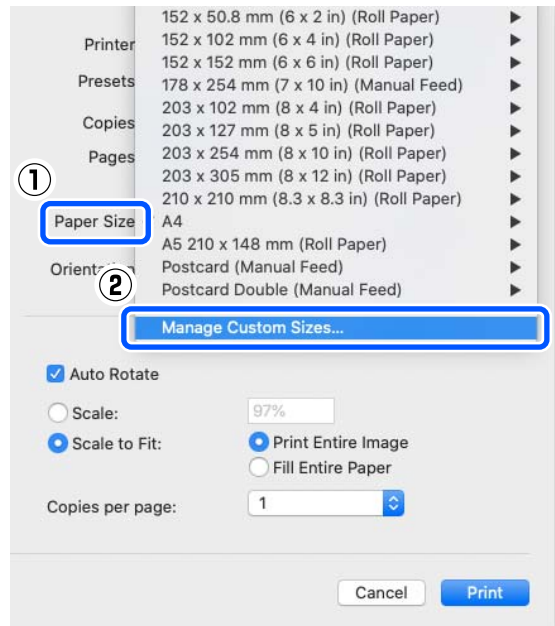 152 x 50.8 mm (6 x 2 in) (Roll Paper)
Printer
152 x 102 mm (6 x 4 in) (Roll Paper)
152 x 152 mm (6 x 6 in) (Roll Paper)
Presets
178 x 254 mm (7 x 10 in) (Manual Feed)
203 x 102 mm (8 x 4 in) (Roll Paper)
Copies
203 x 127 mm (8 x 5 in) (Roll Paper)
Pages
203 x 254 mm (8 x 10 in) (Roll Paper)
203 x 305 mm (8 x 12 in) (Roll Paper)
①
210 x 210 mm (8.3 x 8.3 in) (Roll Paper)
Paper Size
A4
A5 210 x 148 mm (Roll Paper)
Postcard (Manual Feed)
②
Postcard Double (Manual Feed)
Manage Custom Sizes...
Auto Rotate
Scale: 97%
Scale to Fit: Print Entire Image
Fill Entire Paper
Copies per page: 1
Cancel Print